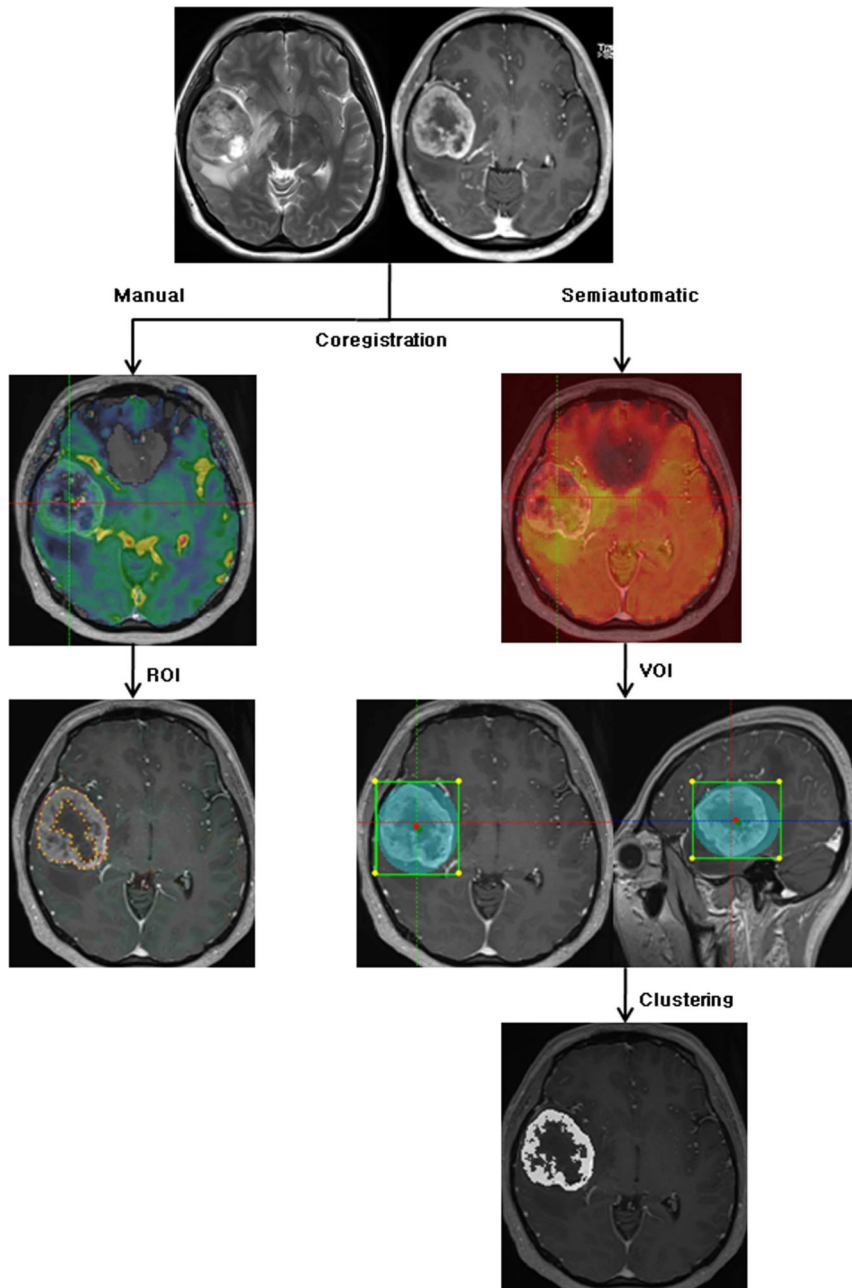 Manual
Semiautomatic
Coregistration
ROI
VOI
Clustering